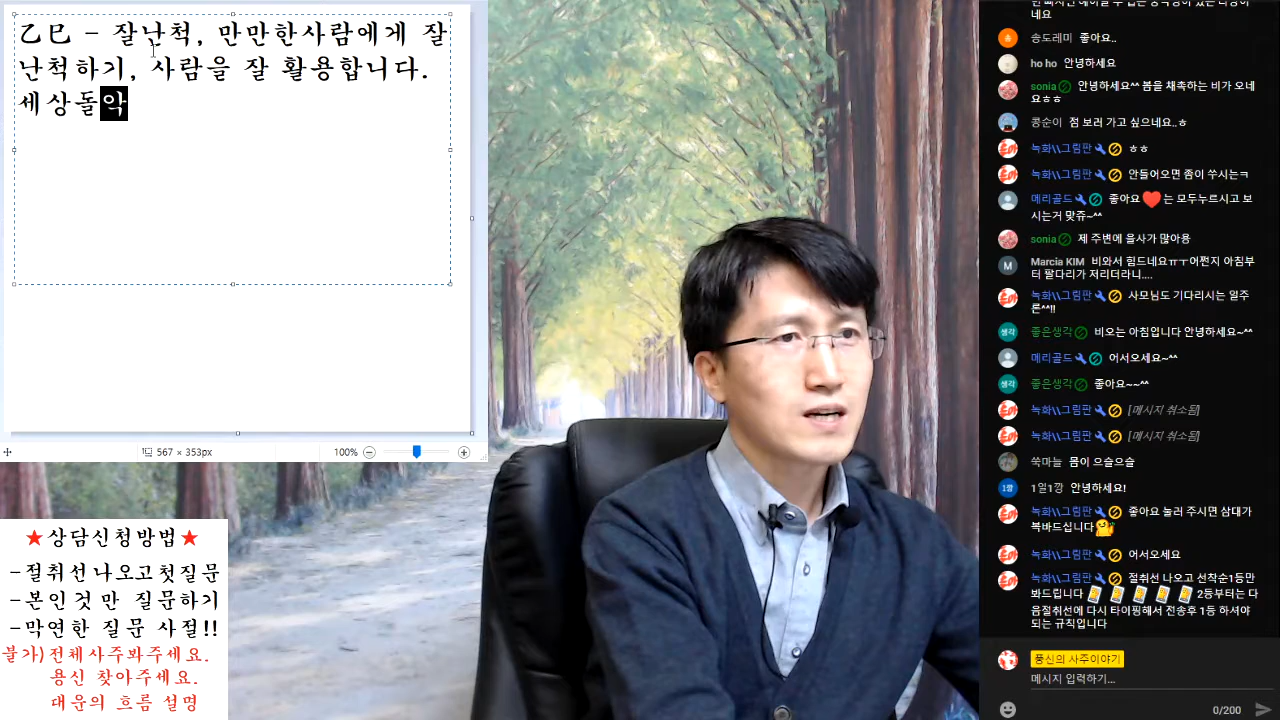 乙巳 - 잘난척, 만만한사람에게 잘
난척하기, 사람을 잘 활용합니다.
세상돌악
567 × 353px
100%
★상담신청방법★
-절취선나오고첫질문
-본인것만 질문하기
-막연한 질문 사절!!
불가)전체사주봐주세요.
용신 찾아주세요.
대운의 흐름 설명
네요
송도레미 좋아요..
ho ho 안녕하세요
sonia 안녕하세요^^ 봄을 재촉하는 비가 오네
요ㅎㅎ
콩순이 점 보러 가고 싶으네요..ㅎ
녹화\\그림판 ㅎㅎ
녹화\\그림판 안들어오면 좀이 쑤시는ㅋ
메리골드 좋아요 는 모두누르시고 보
시는거 맞쥬~^^
sonia 제 주변에 을사가 많아용
M Marcia KIM 비와서 힘드네요ㅠㅜ어쩐지 아침부
터 팔다리가 저리더라니....
녹화\\그림판 사모님도 기다리시는 일주
론^^!!
생각 좋은생각 비오는 아침입니다 안녕하세요~^^
메리골드 어서오세요~^^
생각 좋은생각 좋아요~~^^
녹화\\그림판 [메시지 취소됨]
녹화\\그림판 [메시지 취소됨]
쑥마늘 몸이 으슬으슬
1깡 1일1깡 안녕하세요!
녹화\\그림판 좋아요 눌러 주시면 삼대가
복바드십니다
녹화\\그림판 어서오세요
녹화\\그림판 절취선 나오고 선착순1등만
봐드립니다 2등부터는 다
음절취선에 다시 타이핑해서 전송후 1등 하셔야
되는 규칙입니다
풍신의 사주이야기
메시지 입력하기...
0/200